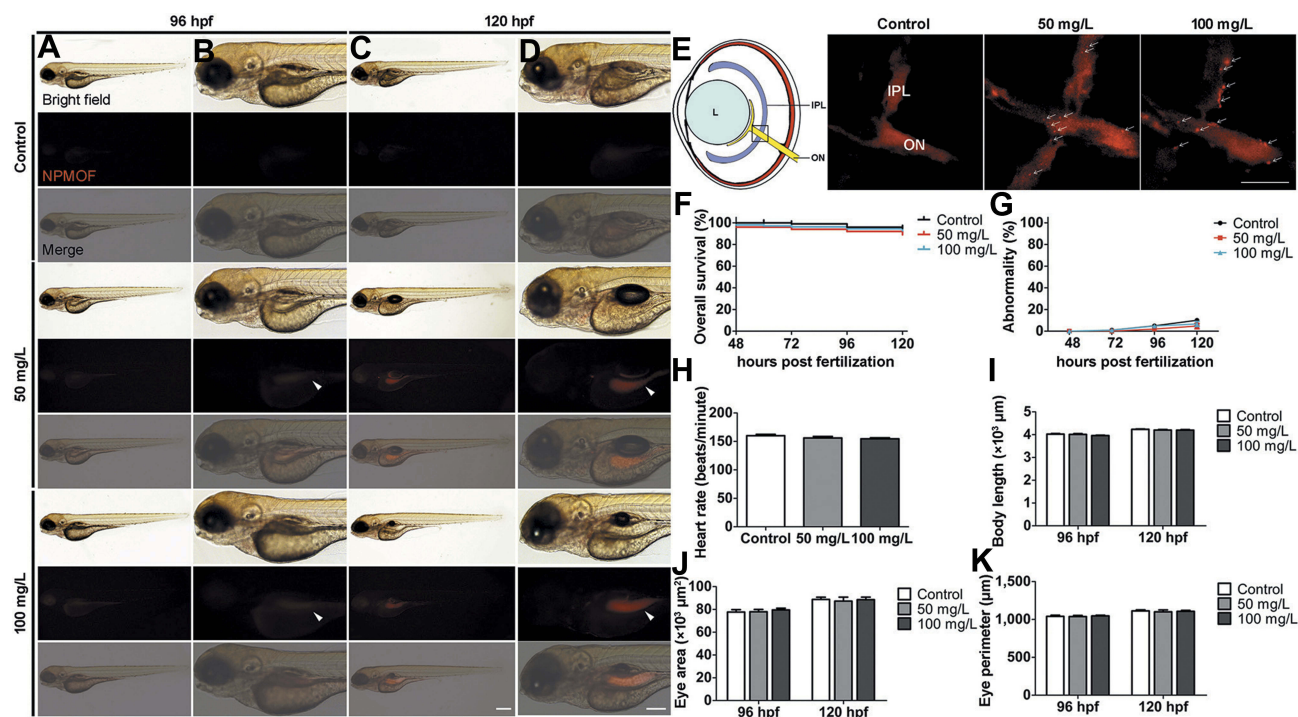 96 hpf
120 hpf
A
B
C
D
Control
Bright field
NPMOF
Merge
50 mg/L
100 mg/L
E
L
IPL
ON
Control
50 mg/L
100 mg/L
IPL
ON
F
Overall survival (%)
100
80
60
40
20
0
48
72
96
120
hours post fertilization
Control
50 mg/L
100 mg/L
G
Abnormality (%)
100
80
60
40
20
0
48
72
96
120
hours post fertilization
Control
50 mg/L
100 mg/L
H
Heart rate (beats/minute)
200
150
100
50
0
Control
50 mg/L
100 mg/L
I
Body length (×10³ µm)
5
4
3
2
1
0
96 hpf
120 hpf
Control
50 mg/L
100 mg/L
J
Eye area (×10³ µm²)
100
80
60
40
20
0
96 hpf
120 hpf
Control
50 mg/L
100 mg/L
K
Eye perimeter (µm)
1,500
1,000
500
0
96 hpf
120 hpf
Control
50 mg/L
100 mg/L